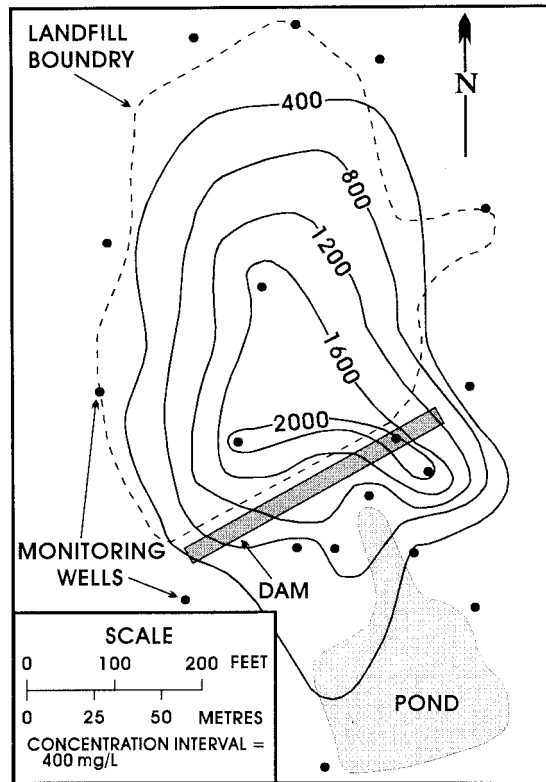 LANDFILL
BOUNDRY
N
400
800
1200
1600
2000
MONITORING
WELLS
DAM
POND
SCALE
0 100 200 FEET
0 25 50 METRES
CONCENTRATION INTERVAL =
400 mg/L